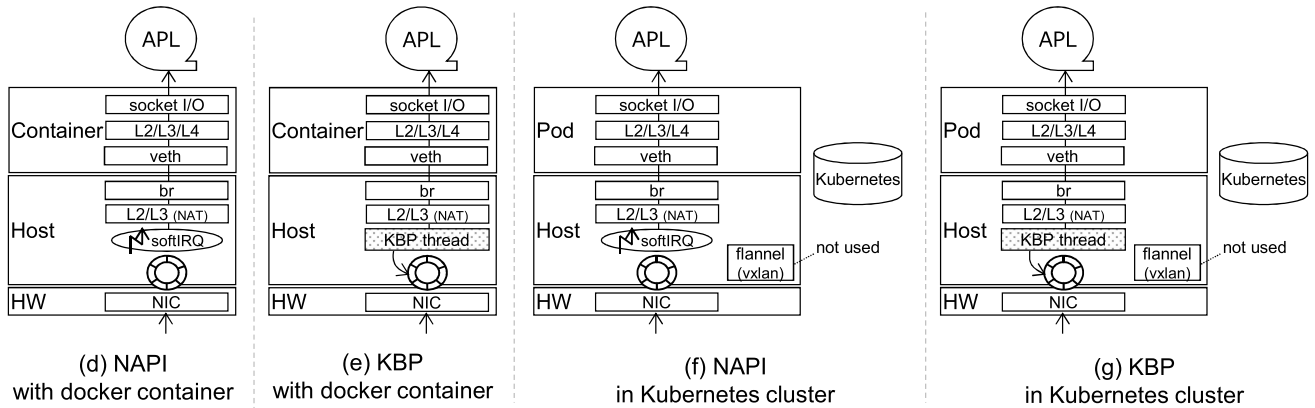 APL
socket I/O
Container
L2/L3/L4
veth
br
L2/L3 (NAT)
Host
softIRQ
HW
NIC
(d) NAPI
with docker container
APL
socket I/O
Container
L2/L3/L4
veth
br
L2/L3 (NAT)
Host
KBP thread
HW
NIC
(e) KBP
with docker container
APL
socket I/O
Pod
L2/L3/L4
veth
Kubernetes
br
L2/L3 (NAT)
Host
softIRQ
flannel
(vxlan)
not used
HW
NIC
(f) NAPI
in Kubernetes cluster
APL
socket I/O
Pod
L2/L3/L4
veth
Kubernetes
br
L2/L3 (NAT)
Host
KBP thread
flannel
(vxlan)
not used
HW
NIC
(g) KBP
in Kubernetes cluster